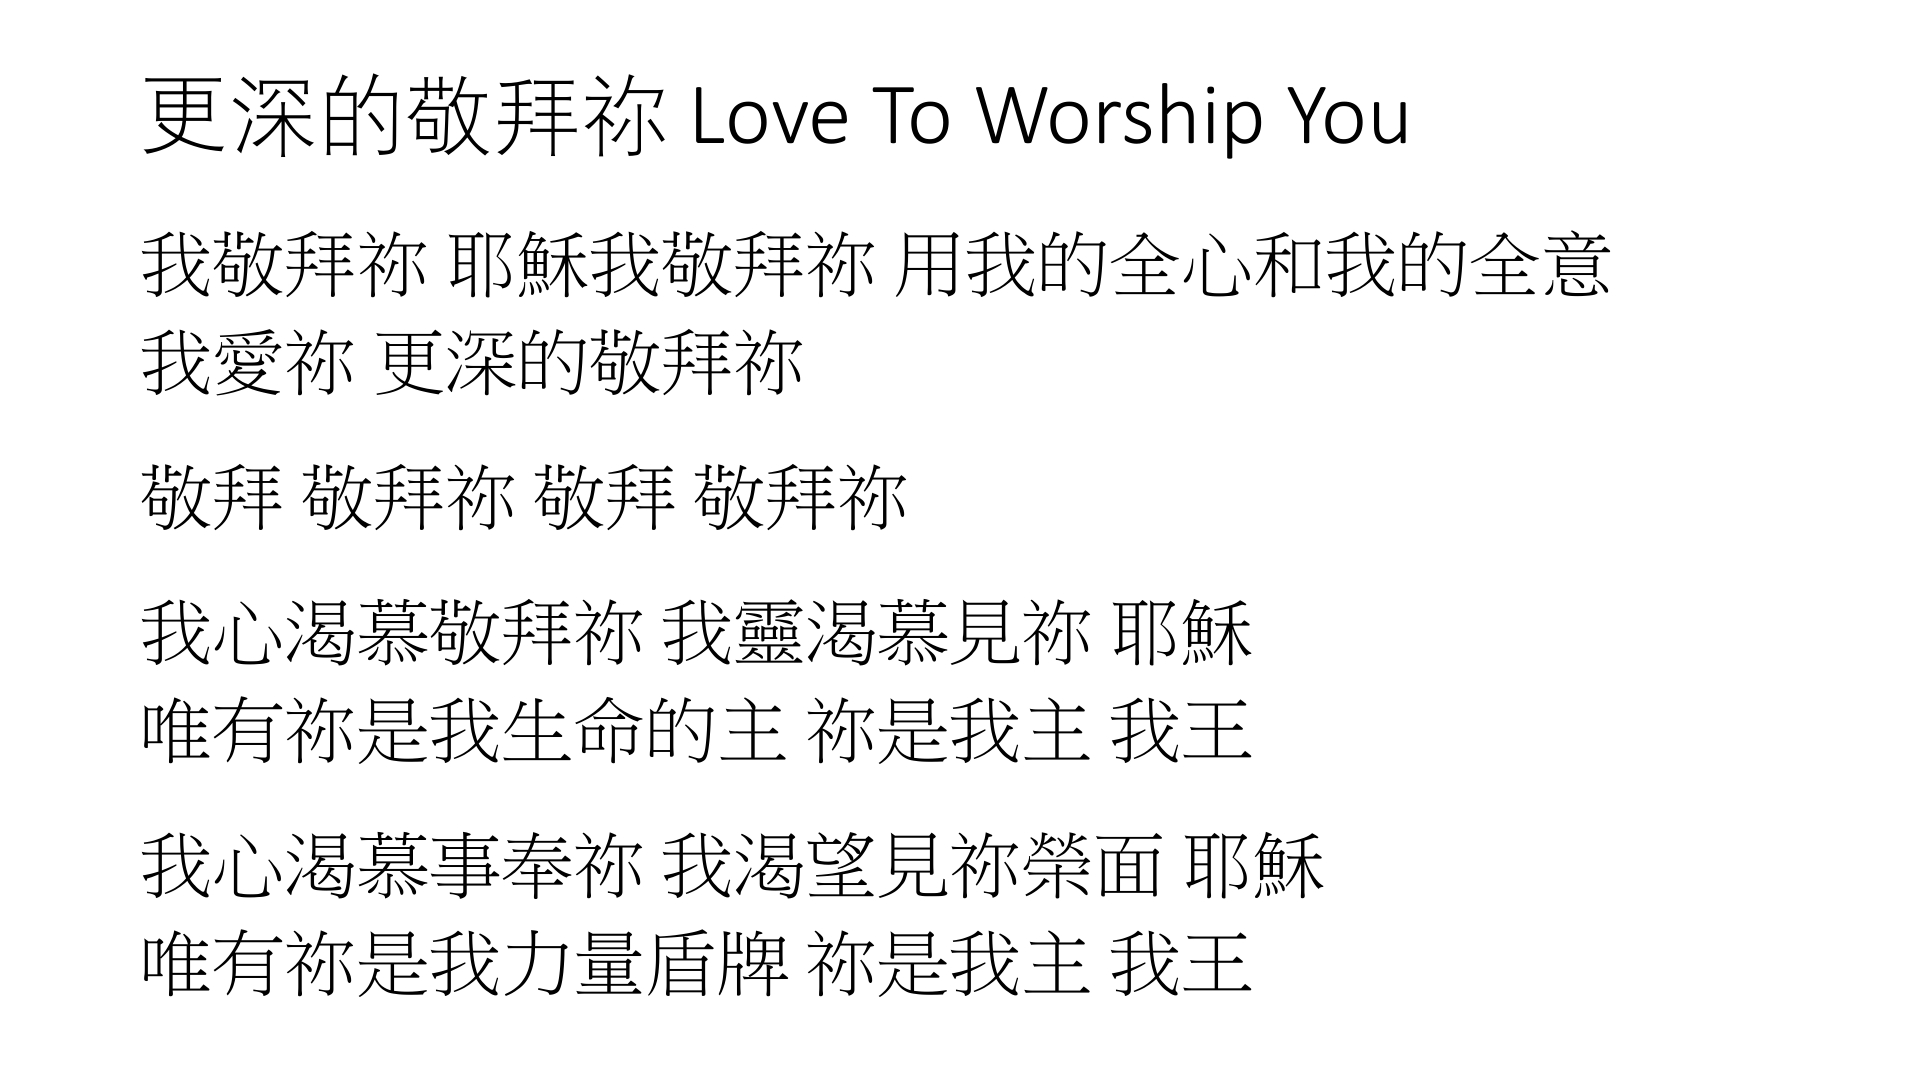 更深的敬拜祢 Love To Worship You
我敬拜祢 耶穌我敬拜祢 用我的全心和我的全意
我愛祢 更深的敬拜祢
敬拜 敬拜祢 敬拜 敬拜祢
我心渴慕敬拜祢 我靈渴慕見祢 耶穌
唯有祢是我生命的主 祢是我主 我王
我心渴慕事奉祢 我渴望見祢榮面 耶穌
唯有祢是我力量盾牌 祢是我主 我王